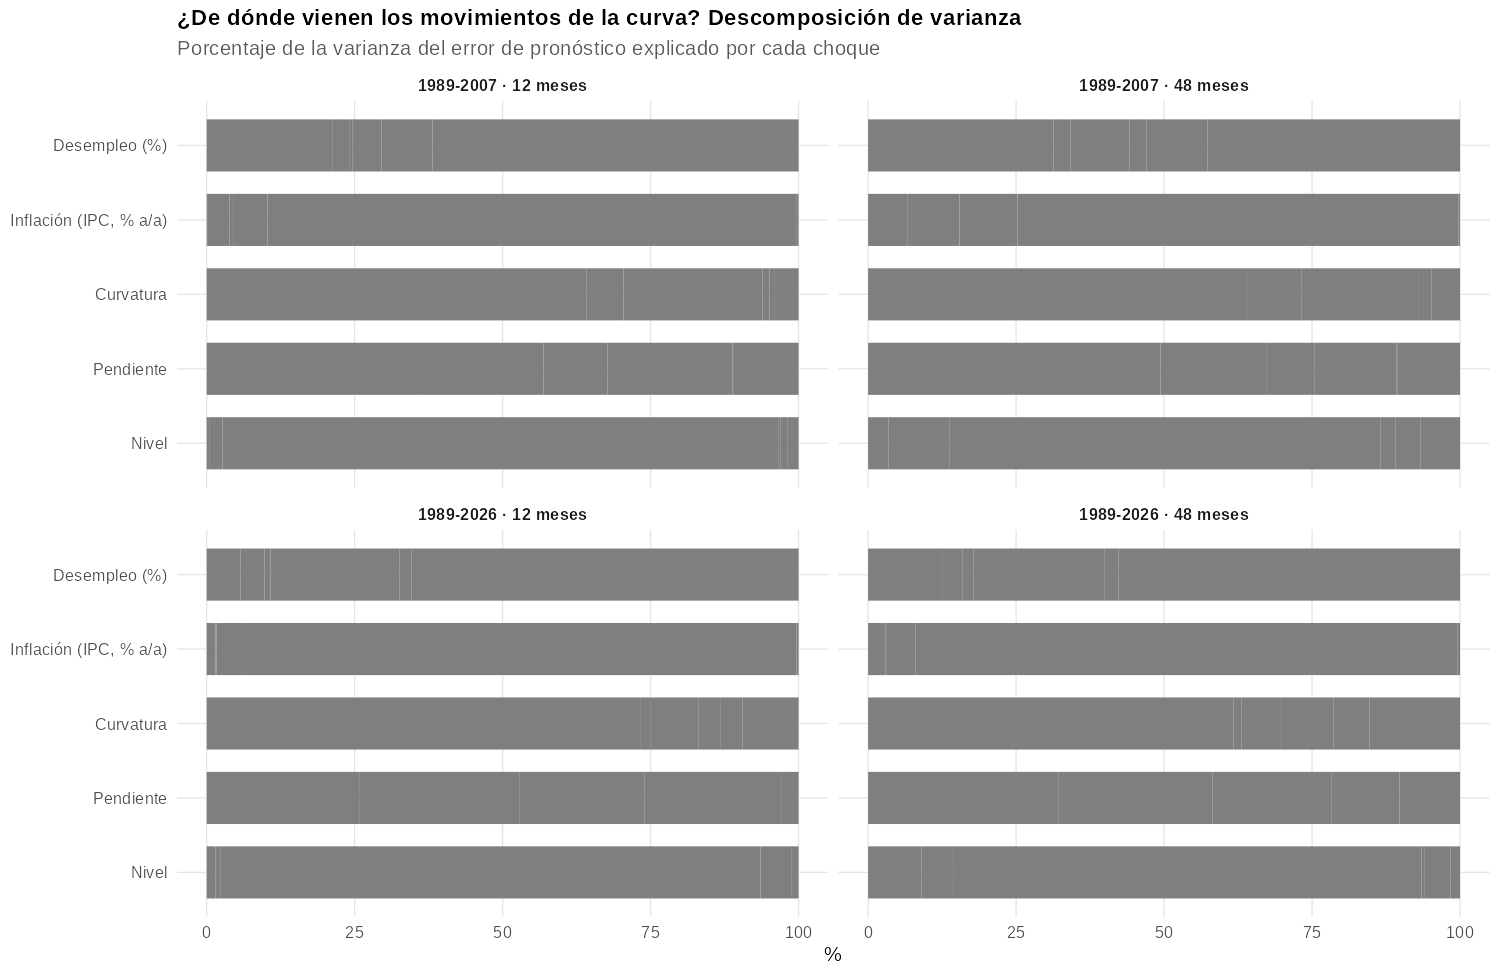 ¿De dónde vienen los movimientos de la curva? Descomposición de varianza
Porcentaje de la varianza del error de pronóstico explicado por cada choque
1989-2007 · 12 meses
1989-2007 · 48 meses
Desempleo (%)
Inflación (IPC, % a/a)
Curvatura
Pendiente
Nivel
1989-2026 · 12 meses
1989-2026 · 48 meses
Desempleo (%)
Inflación (IPC, % a/a)
Curvatura
Pendiente
Nivel
0 25 50 75 100 0 25 50 75 100
%